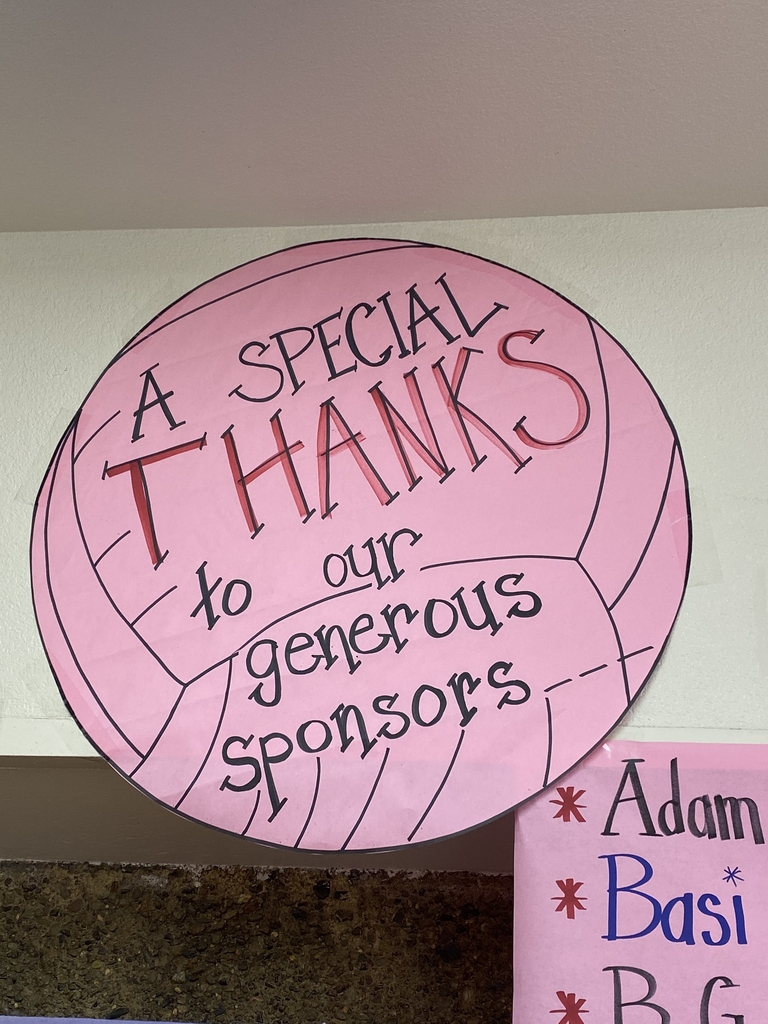 A SPECIAL
THANKS
to our
generous
sponsors
* Adam
* Basi
* B G